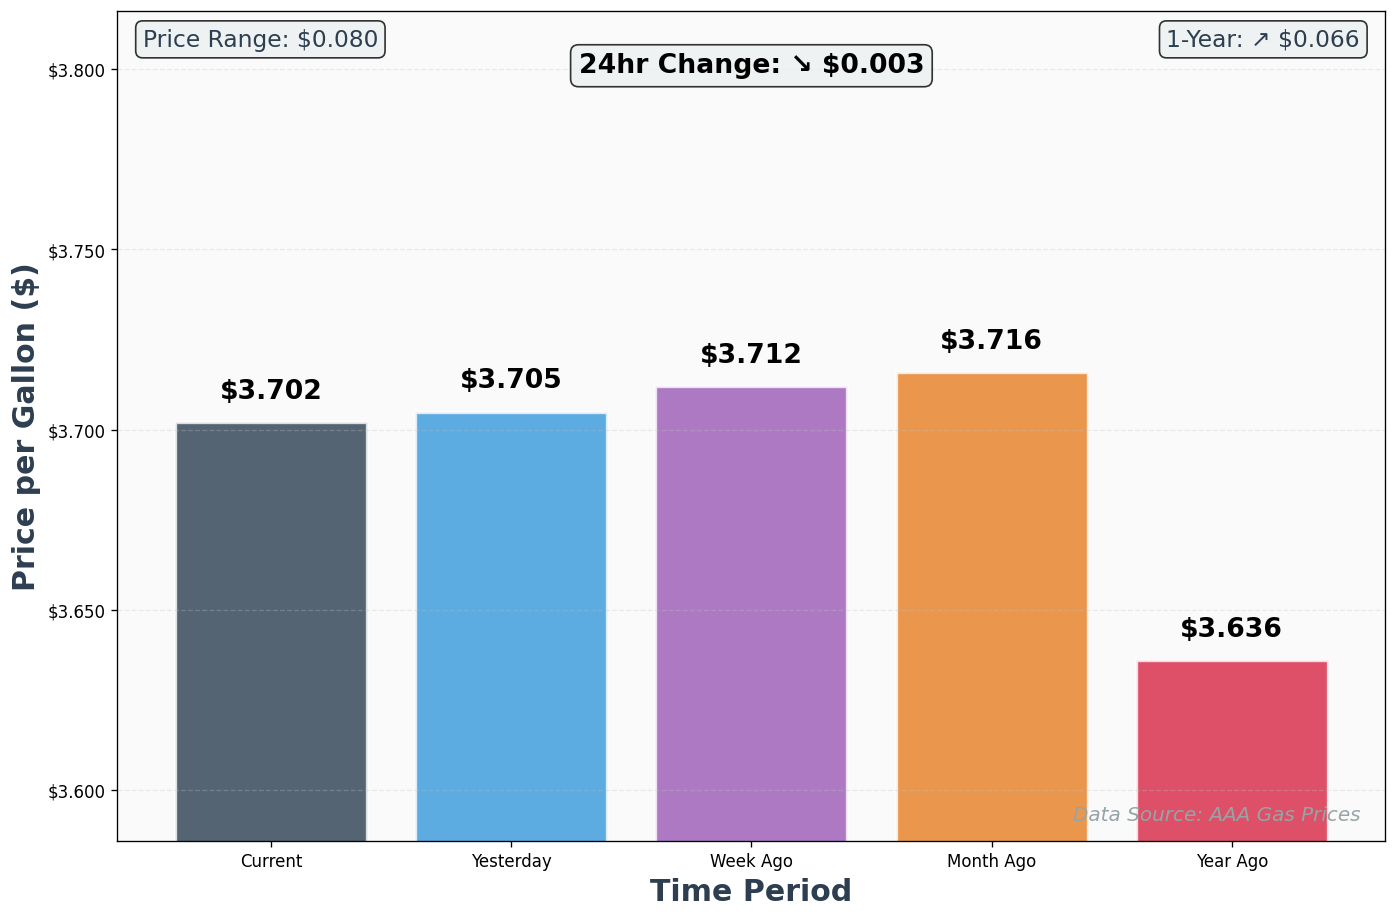 Price Range: $0.080
24hr Change: ↘ $0.003
1-Year: ↗ $0.066
Price per Gallon ($)
$3.800
$3.750
$3.700
$3.650
$3.600
$3.702
$3.705
$3.712
$3.716
$3.636
Data Source: AAA Gas Prices
Current
Yesterday
Week Ago
Month Ago
Year Ago
Time Period